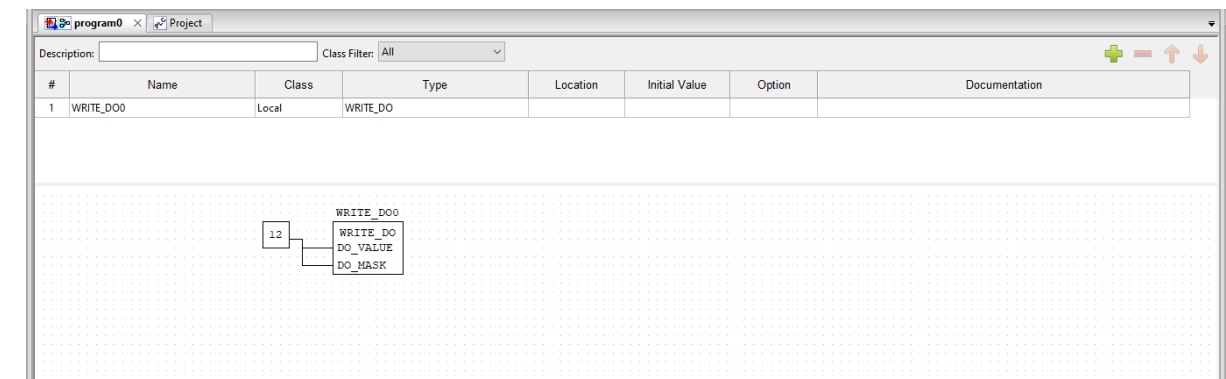 program0 Project
Description: Class Filter: All
# Name Class Type Location Initial Value Option Documentation
1 WRITE_DO0 Local WRITE_DO
WRITE_DO0
12 WRITE_DO
DO_VALUE
DO_MASK